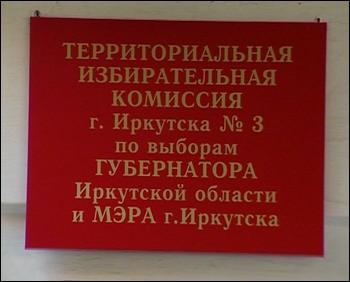 ТЕРРИТОРИАЛЬНАЯ
ИЗБИРАТЕЛЬНАЯ
КОМИССИЯ
г. Иркутска № 3
по выборам
ГУБЕРНАТОРА
Иркутской области
и МЭРА г.Иркутска